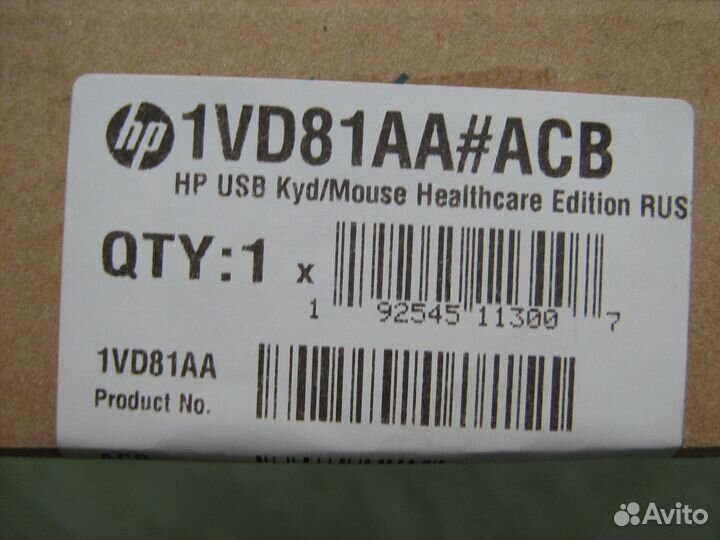 hp 1VD81AA#ACB
HP USB Kyd/Mouse Healthcare Edition RUS
QTY:1 x
1 92545 11300 7
1VD81AA
Product No.
ACB
Avito